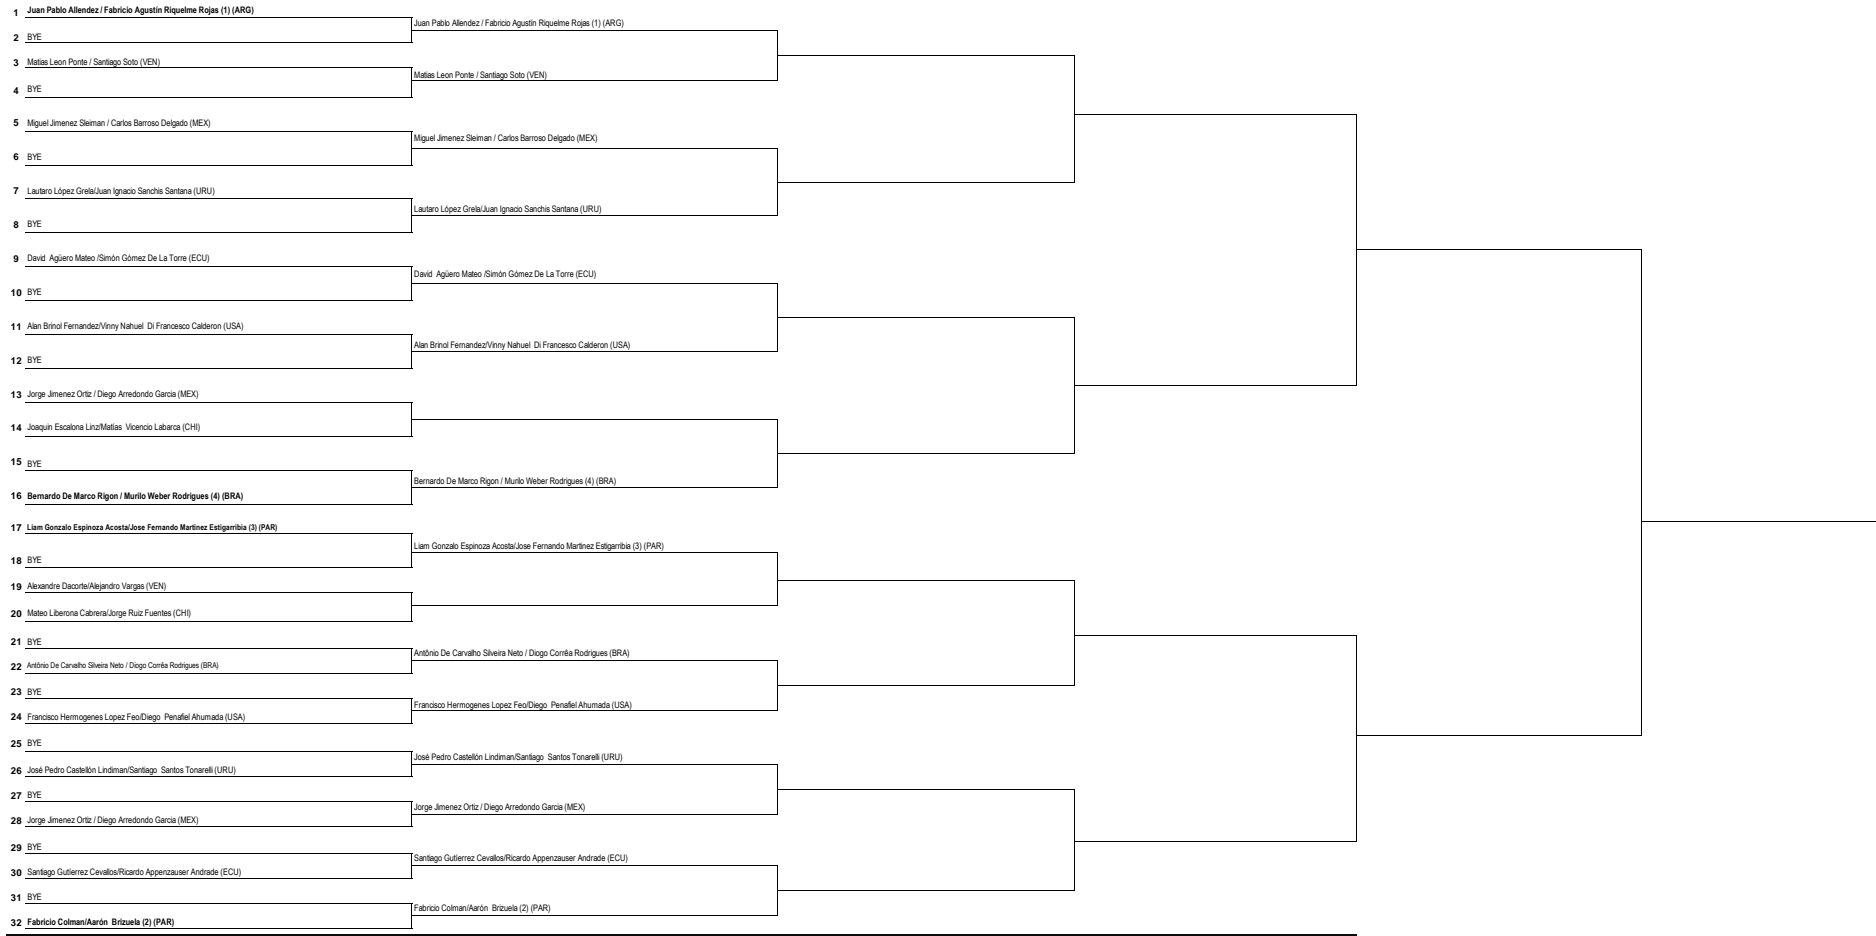 1 Juan Pablo Allendez / Fabricio Agustín Riquelme Rojas (1) (ARG)
Juan Pablo Allendez / Fabricio Agustín Riquelme Rojas (1) (ARG)
2 BYE
3 Matias Leon Ponte / Santiago Soto (VEN)
Matias Leon Ponte / Santiago Soto (VEN)
4 BYE
5 Miguel Jimenez Sleiman / Carlos Barroso Delgado (MEX)
Miguel Jimenez Sleiman / Carlos Barroso Delgado (MEX)
6 BYE
7 Lautaro López Grela/Juan Ignacio Sanchis Santana (URU)
Lautaro López Grela/Juan Ignacio Sanchis Santana (URU)
8 BYE
9 David Agüero Mateo /Simón Gómez De La Torre (ECU)
David Agüero Mateo /Simón Gómez De La Torre (ECU)
10 BYE
11 Alan Brinol Fernandez/Vinny Nahuel Di Francesco Calderon (USA)
Alan Brinol Fernandez/Vinny Nahuel Di Francesco Calderon (USA)
12 BYE
13 Jorge Jimenez Ortiz / Diego Arredondo Garcia (MEX)
14 Joaquin Escalona Linz/Matias Vicencio Labarca (CHI)
15 BYE
Bernardo De Marco Rigon / Murilo Weber Rodrigues (4) (BRA)
16 Bernardo De Marco Rigon / Murilo Weber Rodrigues (4) (BRA)
17 Liam Gonzalo Espinoza Acosta/Jose Fernando Martinez Estigarribia (3) (PAR)
Liam Gonzalo Espinoza Acosta/Jose Fernando Martinez Estigarribia (3) (PAR)
18 BYE
19 Alexandre Dacorte/Alejandro Vargas (VEN)
20 Mateo Liberona Cabrera/Jorge Ruiz Fuentes (CHI)
21 BYE
Antônio De Carvalho Silveira Neto / Diogo Corrêa Rodrigues (BRA)
22 Antônio De Carvalho Silveira Neto / Diogo Corrêa Rodrigues (BRA)
23 BYE
Francisco Hermogenes Lopez Feo/Diego Penafiel Ahumada (USA)
24 Francisco Hermogenes Lopez Feo/Diego Penafiel Ahumada (USA)
25 BYE
José Pedro Castellón Lindiman/Santiago Santos Tonarelli (URU)
26 José Pedro Castellón Lindiman/Santiago Santos Tonarelli (URU)
27 BYE
Jorge Jimenez Ortiz / Diego Arredondo Garcia (MEX)
28 Jorge Jimenez Ortiz / Diego Arredondo Garcia (MEX)
29 BYE
Santiago Gutierrez Cevallos/Ricardo Appenzauser Andrade (ECU)
30 Santiago Gutierrez Cevallos/Ricardo Appenzauser Andrade (ECU)
31 BYE
Fabricio Colman/Aarón Brizuela (2) (PAR)
32 Fabricio Colman/Aarón Brizuela (2) (PAR)